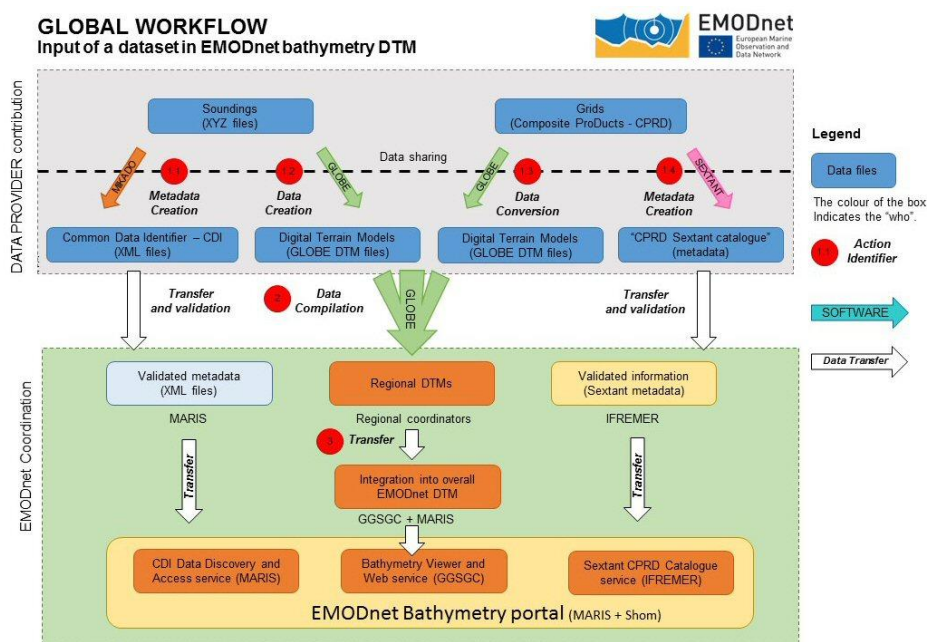 GLOBAL WORKFLOW
Input of a dataset in EMODnet bathymetry DTM
EMODnet
European Marine
Observation and
Data Network
DATA PROVIDER contribution
Soundings
(XYZ files)
Grids
(Composite ProDucts - CPRD)
Data sharing
MIKADO
1.1
Metadata
Creation
1.2
Data
Creation
GLOBE
GLOBE
1.3
Data
Conversion
1.4
Metadata
Creation
SEXTANT
Common Data Identifier – CDI
(XML files)
Digital Terrain Models
(GLOBE DTM files)
Digital Terrain Models
(GLOBE DTM files)
"CPRD Sextant catalogue"
(metadata)
Legend
Data files
The colour of the box
Indicates the "who".
1.1
Action
Identifier
SOFTWARE
Data Transfer
Transfer
and validation
2
Data
Compilation
GLOBE
Transfer
and validation
EMODnet Coordination
Validated metadata
(XML files)
MARIS
Regional DTMs
Regional coordinators
Validated information
(Sextant metadata)
IFREMER
Transfer
3
Transfer
Transfer
Integration into overall
EMODnet DTM
GGSGC + MARIS
CDI Data Discovery and
Access service (MARIS)
Bathymetry Viewer and
Web service (GGSGC)
Sextant CPRD Catalogue
service (IFREMER)
EMODnet Bathymetry portal (MARIS + Shom)